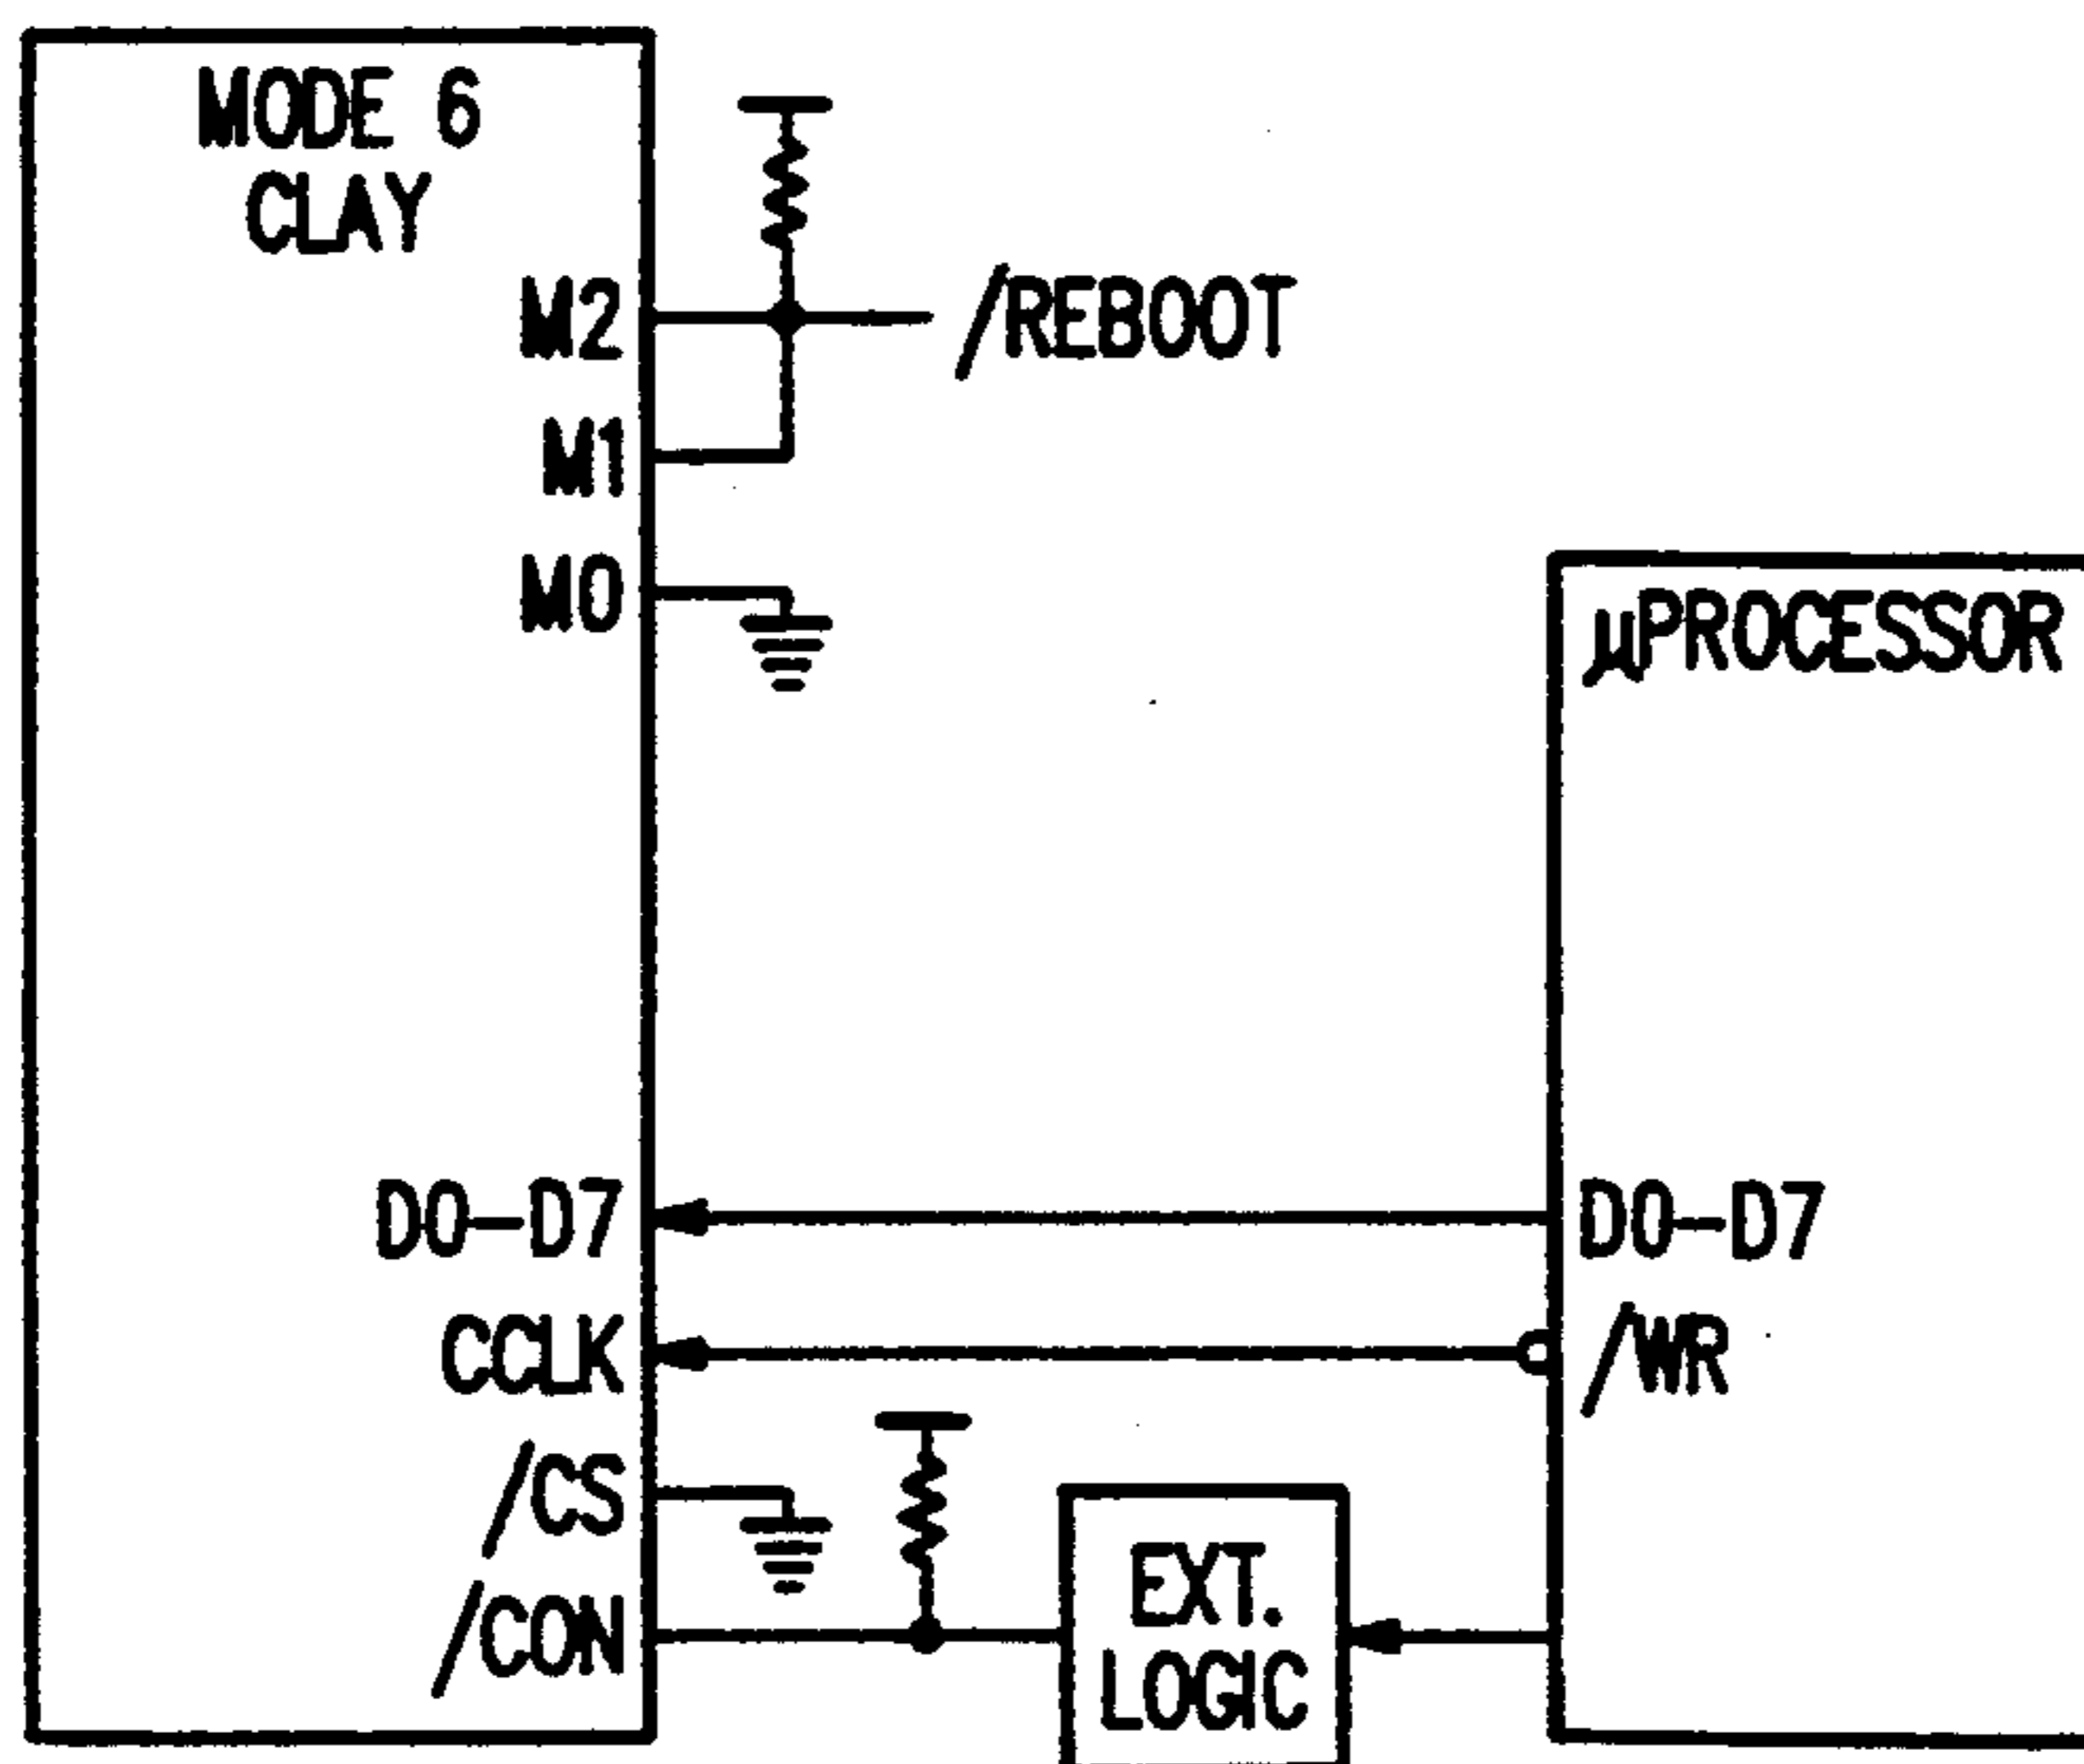 MODE 6
CLAY
M2
/REBOOT
M1
M0
µPROCESSOR
D0-D7
D0-D7
CCLK
/WR
/CS
/CON
EXT.
LOGIC